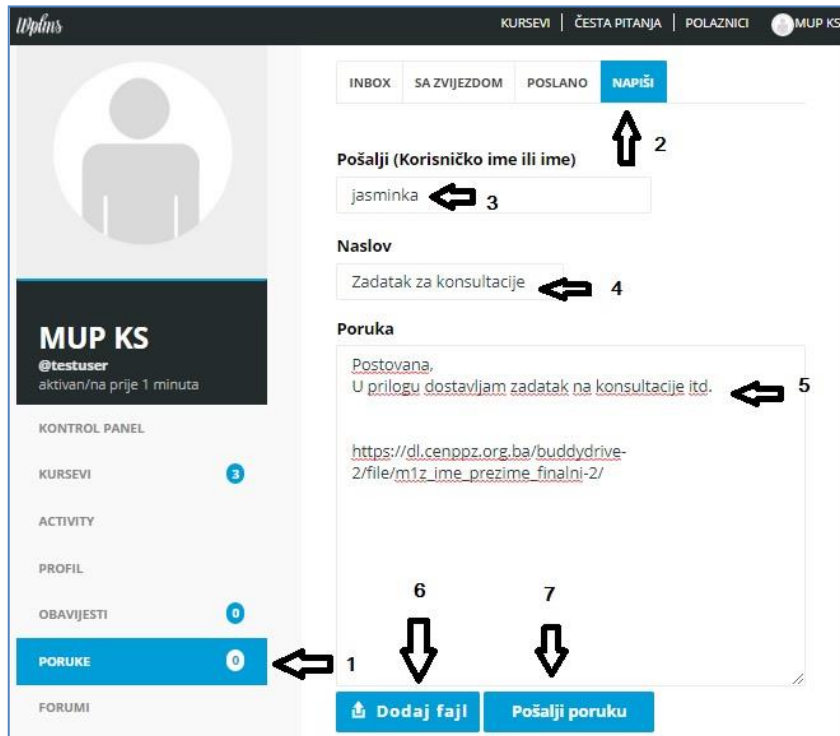 Wplms
KURSEVI | ČESTA PITANJA | POLAZNICI MUP KS
INBOX SA ZVIJEZDOM POSLANO NAPIŠI
2
Pošalji (Korisničko ime ili ime)
jasminka
3
Naslov
Zadatak za konsultacije
4
Poruka
Postovana,
U prilogu dostavljam zadatak na konsultacije itd.
5
https://dl.cenppz.org.ba/buddydrive-
2/file/m1z_ime_prezime_finalni-2/
6 7
Dodaj fajl Pošalji poruku
MUP KS
@testuser
aktivan/na prije 1 minuta
KONTROL PANEL
KURSEVI 3
ACTIVITY
PROFIL
OBAVIJESTI 0
PORUKE 0
1
FORUMI